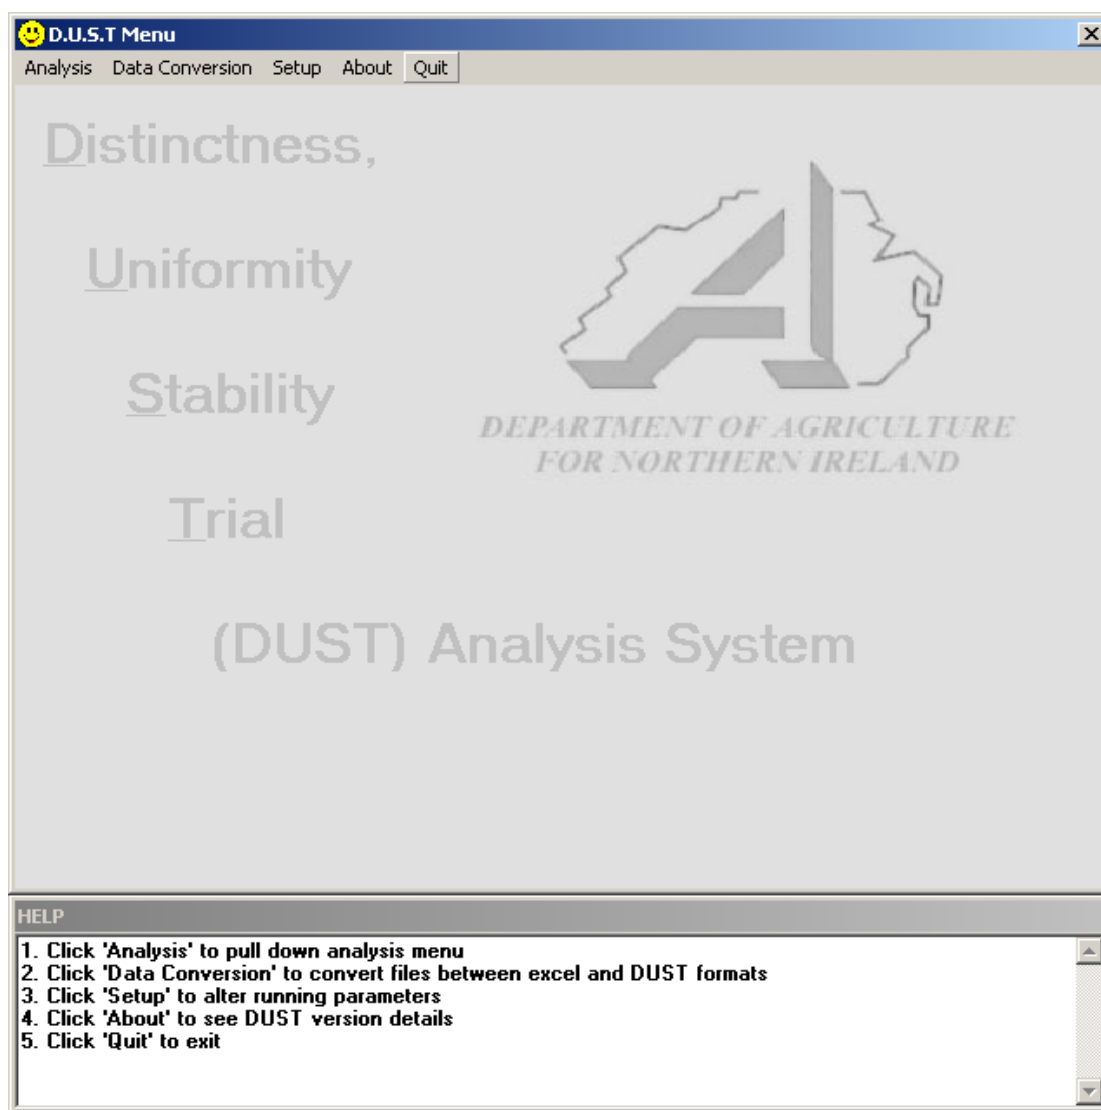 D.U.S.T Menu
Analysis Data Conversion Setup About Quit
Distinctness,
Uniformity
Stability
Trial
(DUST) Analysis System
DEPARTMENT OF AGRICULTURE
FOR NORTHERN IRELAND
HELP
1. Click 'Analysis' to pull down analysis menu
2. Click 'Data Conversion' to convert files between excel and DUST formats
3. Click 'Setup' to alter running parameters
4. Click 'About' to see DUST version details
5. Click 'Quit' to exit